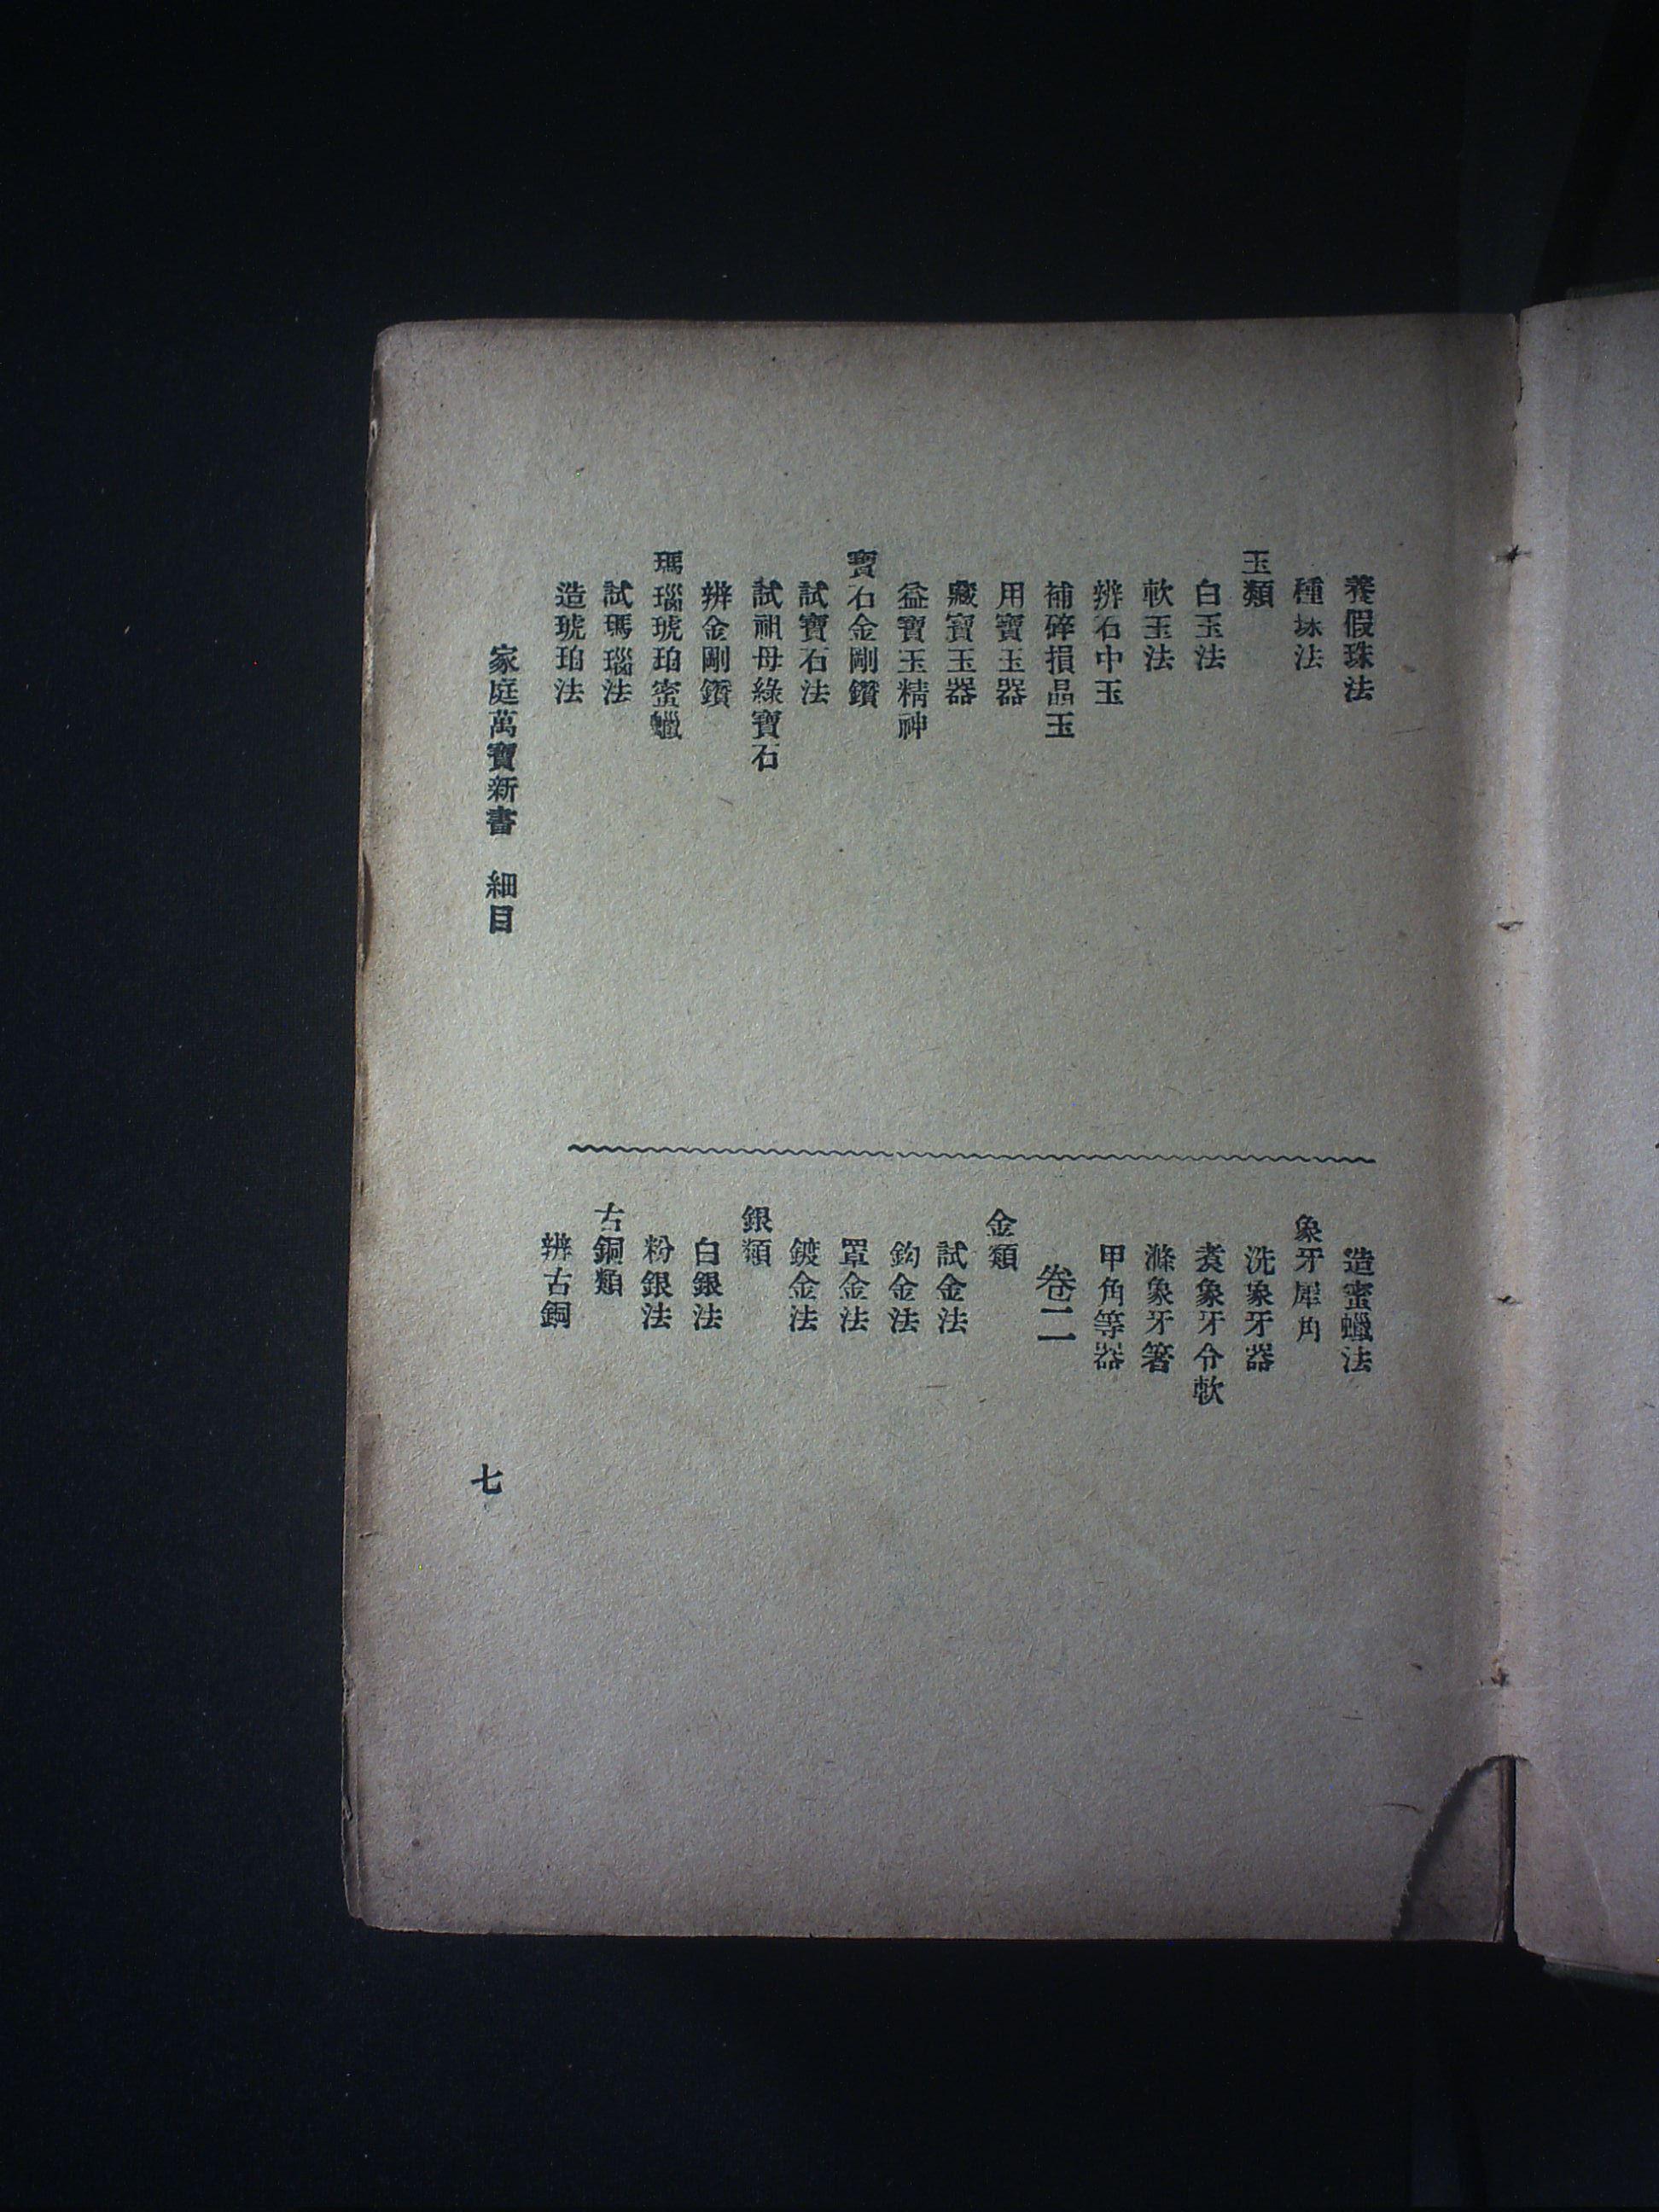 養假珠法
種珠法
玉類
白玉法
軟玉法
辨石中玉
補碎損晶玉
用寶玉器
藏寶玉器
益寶玉精神
寶石金剛鑽
試寶石法
試祖母綠寶石
辨金剛鑽
瑪瑙琥珀蜜蠟
試瑪瑙法
造琥珀法
造蜜蠟法
象牙犀角
洗象牙器
煑象牙令軟
滌象牙箸
甲角等器
卷二
金類
試金法
鈎金法
罩金法
鍍金法
銀類
白銀法
粉銀法
古銅類
辨古銅
家庭萬寶新書 細目
七